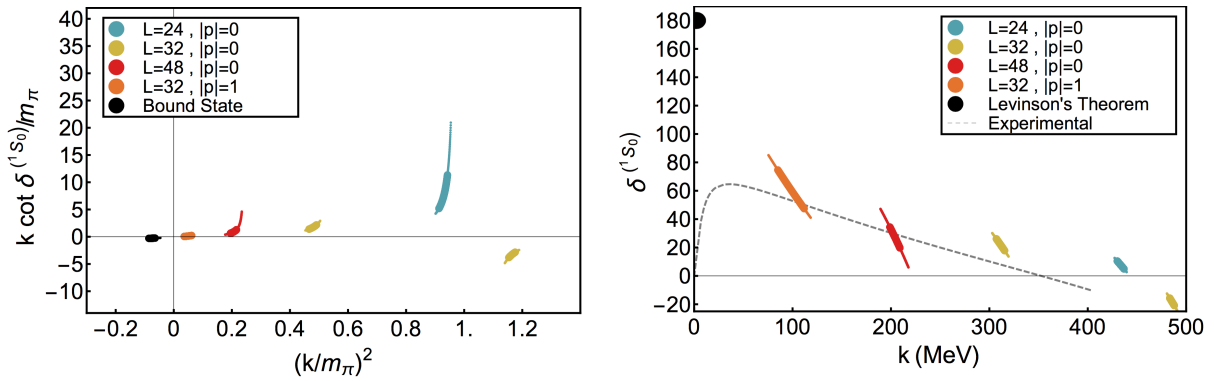 k cot δ^(¹S₀)/mπ
40
35
30
25
20
15
10
5
0
−5
−10
L=24 , |p|=0
L=32 , |p|=0
L=48 , |p|=0
L=32 , |p|=1
Bound State
−0.2 0 0.2 0.4 0.6 0.8 1. 1.2
(k/mπ)²
δ^(¹S₀)
180
160
140
120
100
80
60
40
20
0
−20
L=24 , |p|=0
L=32 , |p|=0
L=48 , |p|=0
L=32 , |p|=1
Levinson's Theorem
Experimental
0 100 200 300 400 500
k (MeV)